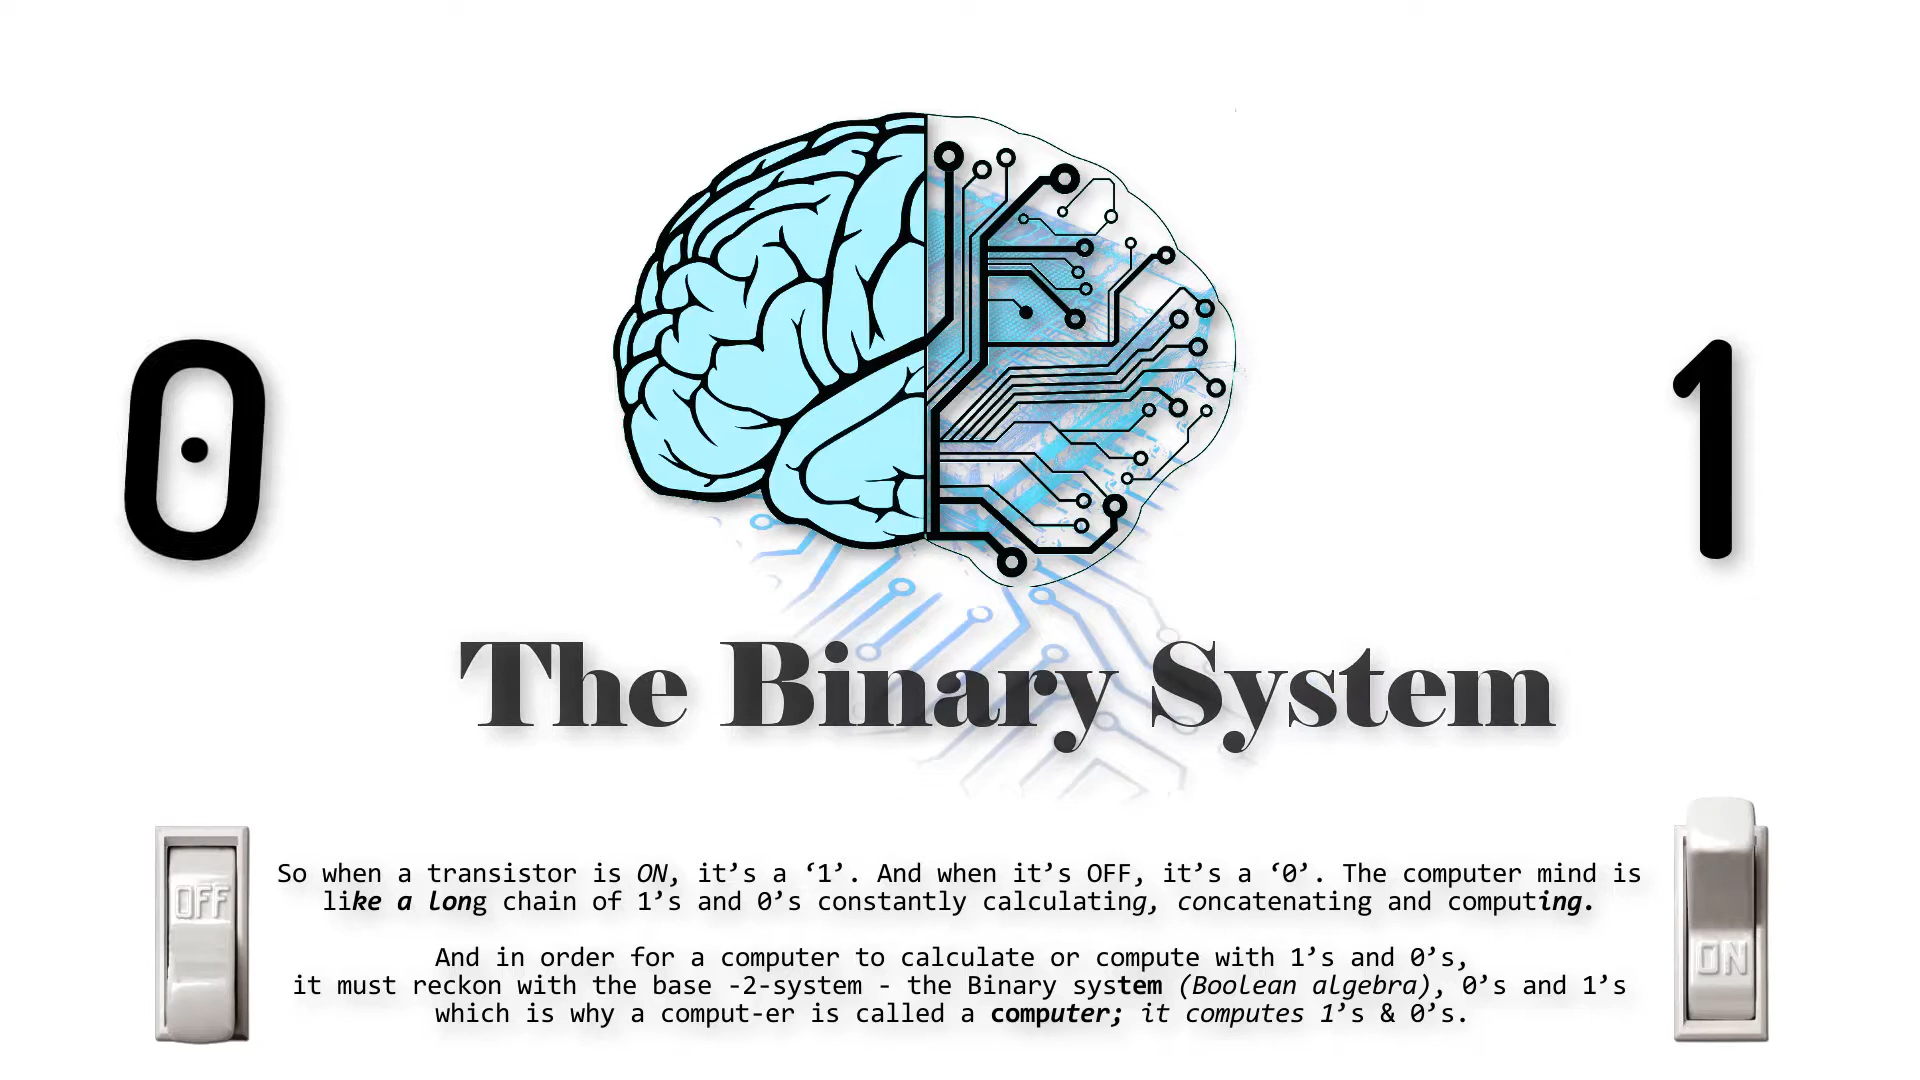 0
1
The Binary System
OFF
So when a transistor is ON, it’s a ‘1’. And when it’s OFF, it’s a ‘0’. The computer mind is
like a long chain of 1’s and 0’s constantly calculating, concatenating and computing.
And in order for a computer to calculate or compute with 1’s and 0’s,
it must reckon with the base -2-system - the Binary system (Boolean algebra), 0’s and 1’s
which is why a comput-er is called a computer; it computes 1’s & 0’s.
ON